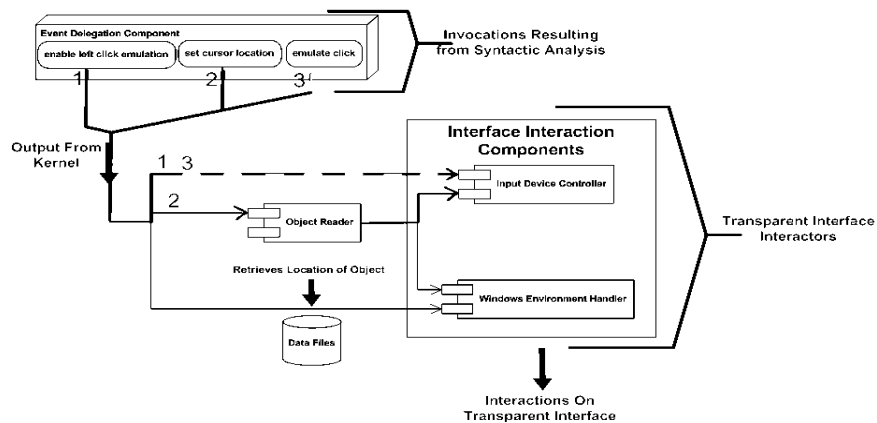 Event Delegation Component
enable left click emulation
set cursor location
emulate click
1
2
3
Invocations Resulting
from Syntactic Analysis
Output From
Kernel
1 3
2
Interface Interaction
Components
Input Device Controller
Object Reader
Transparent Interface
Interactors
Retrieves Location of Object
Windows Environment Handler
Data Files
Interactions On
Transparent Interface